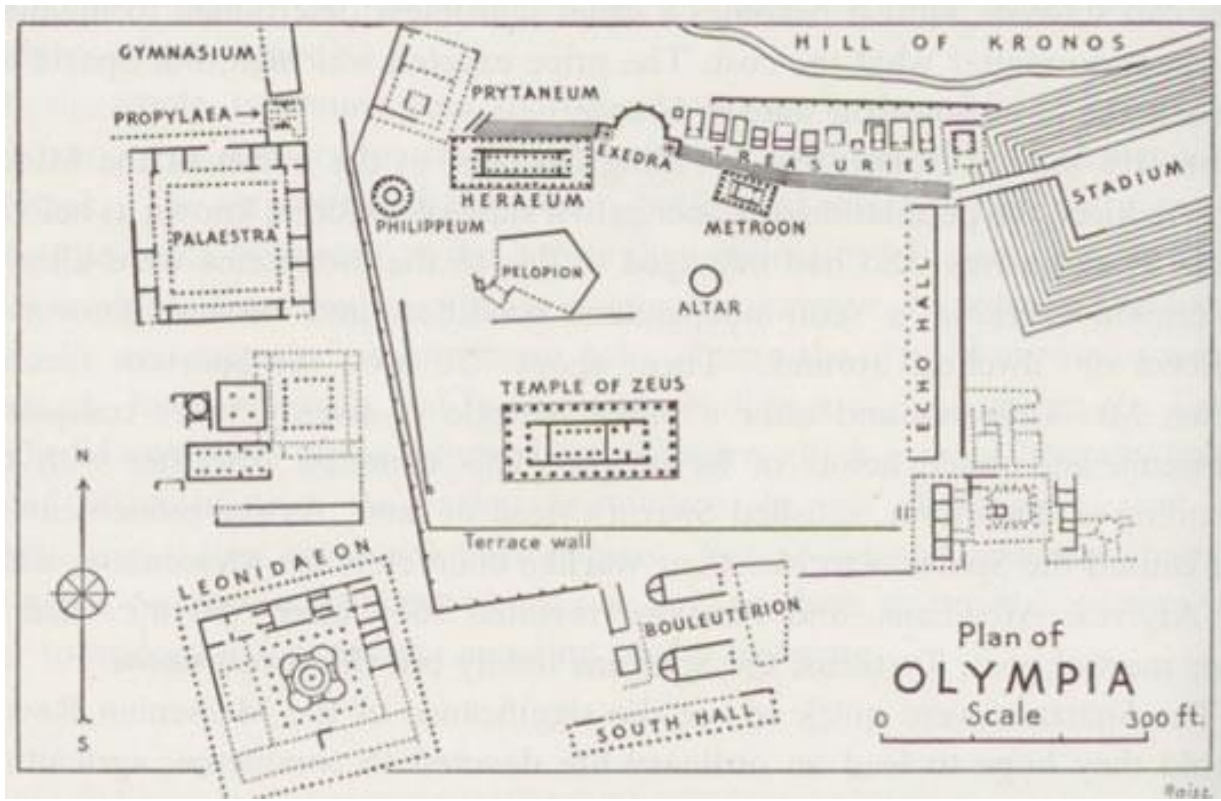 HILL OF KRONOS
GYMNASIUM
PRYTANEUM
PROPYLAEA→
EXEDRA
TREASURIES
STADIUM
HERAEUM
PHILIPPEUM
METROON
PALAESTRA
PELOPION
ALTAR
ECHO HALL
TEMPLE OF ZEUS
N
Terrace wall
LEONIDAEON
BOULEUTERION
SOUTH HALL
S
Plan of
OLYMPIA
Scale
0 300 ft.
Raisz